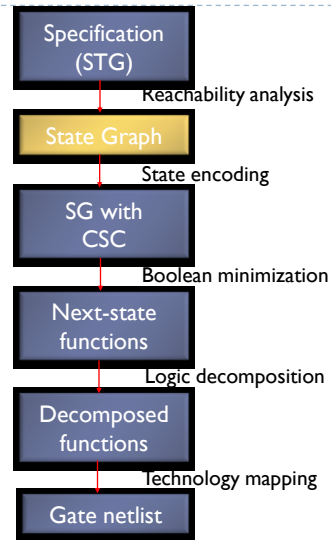 Specification
(STG)
Reachability analysis
State Graph
State encoding
SG with
CSC
Boolean minimization
Next-state
functions
Logic decomposition
Decomposed
functions
Technology mapping
Gate netlist